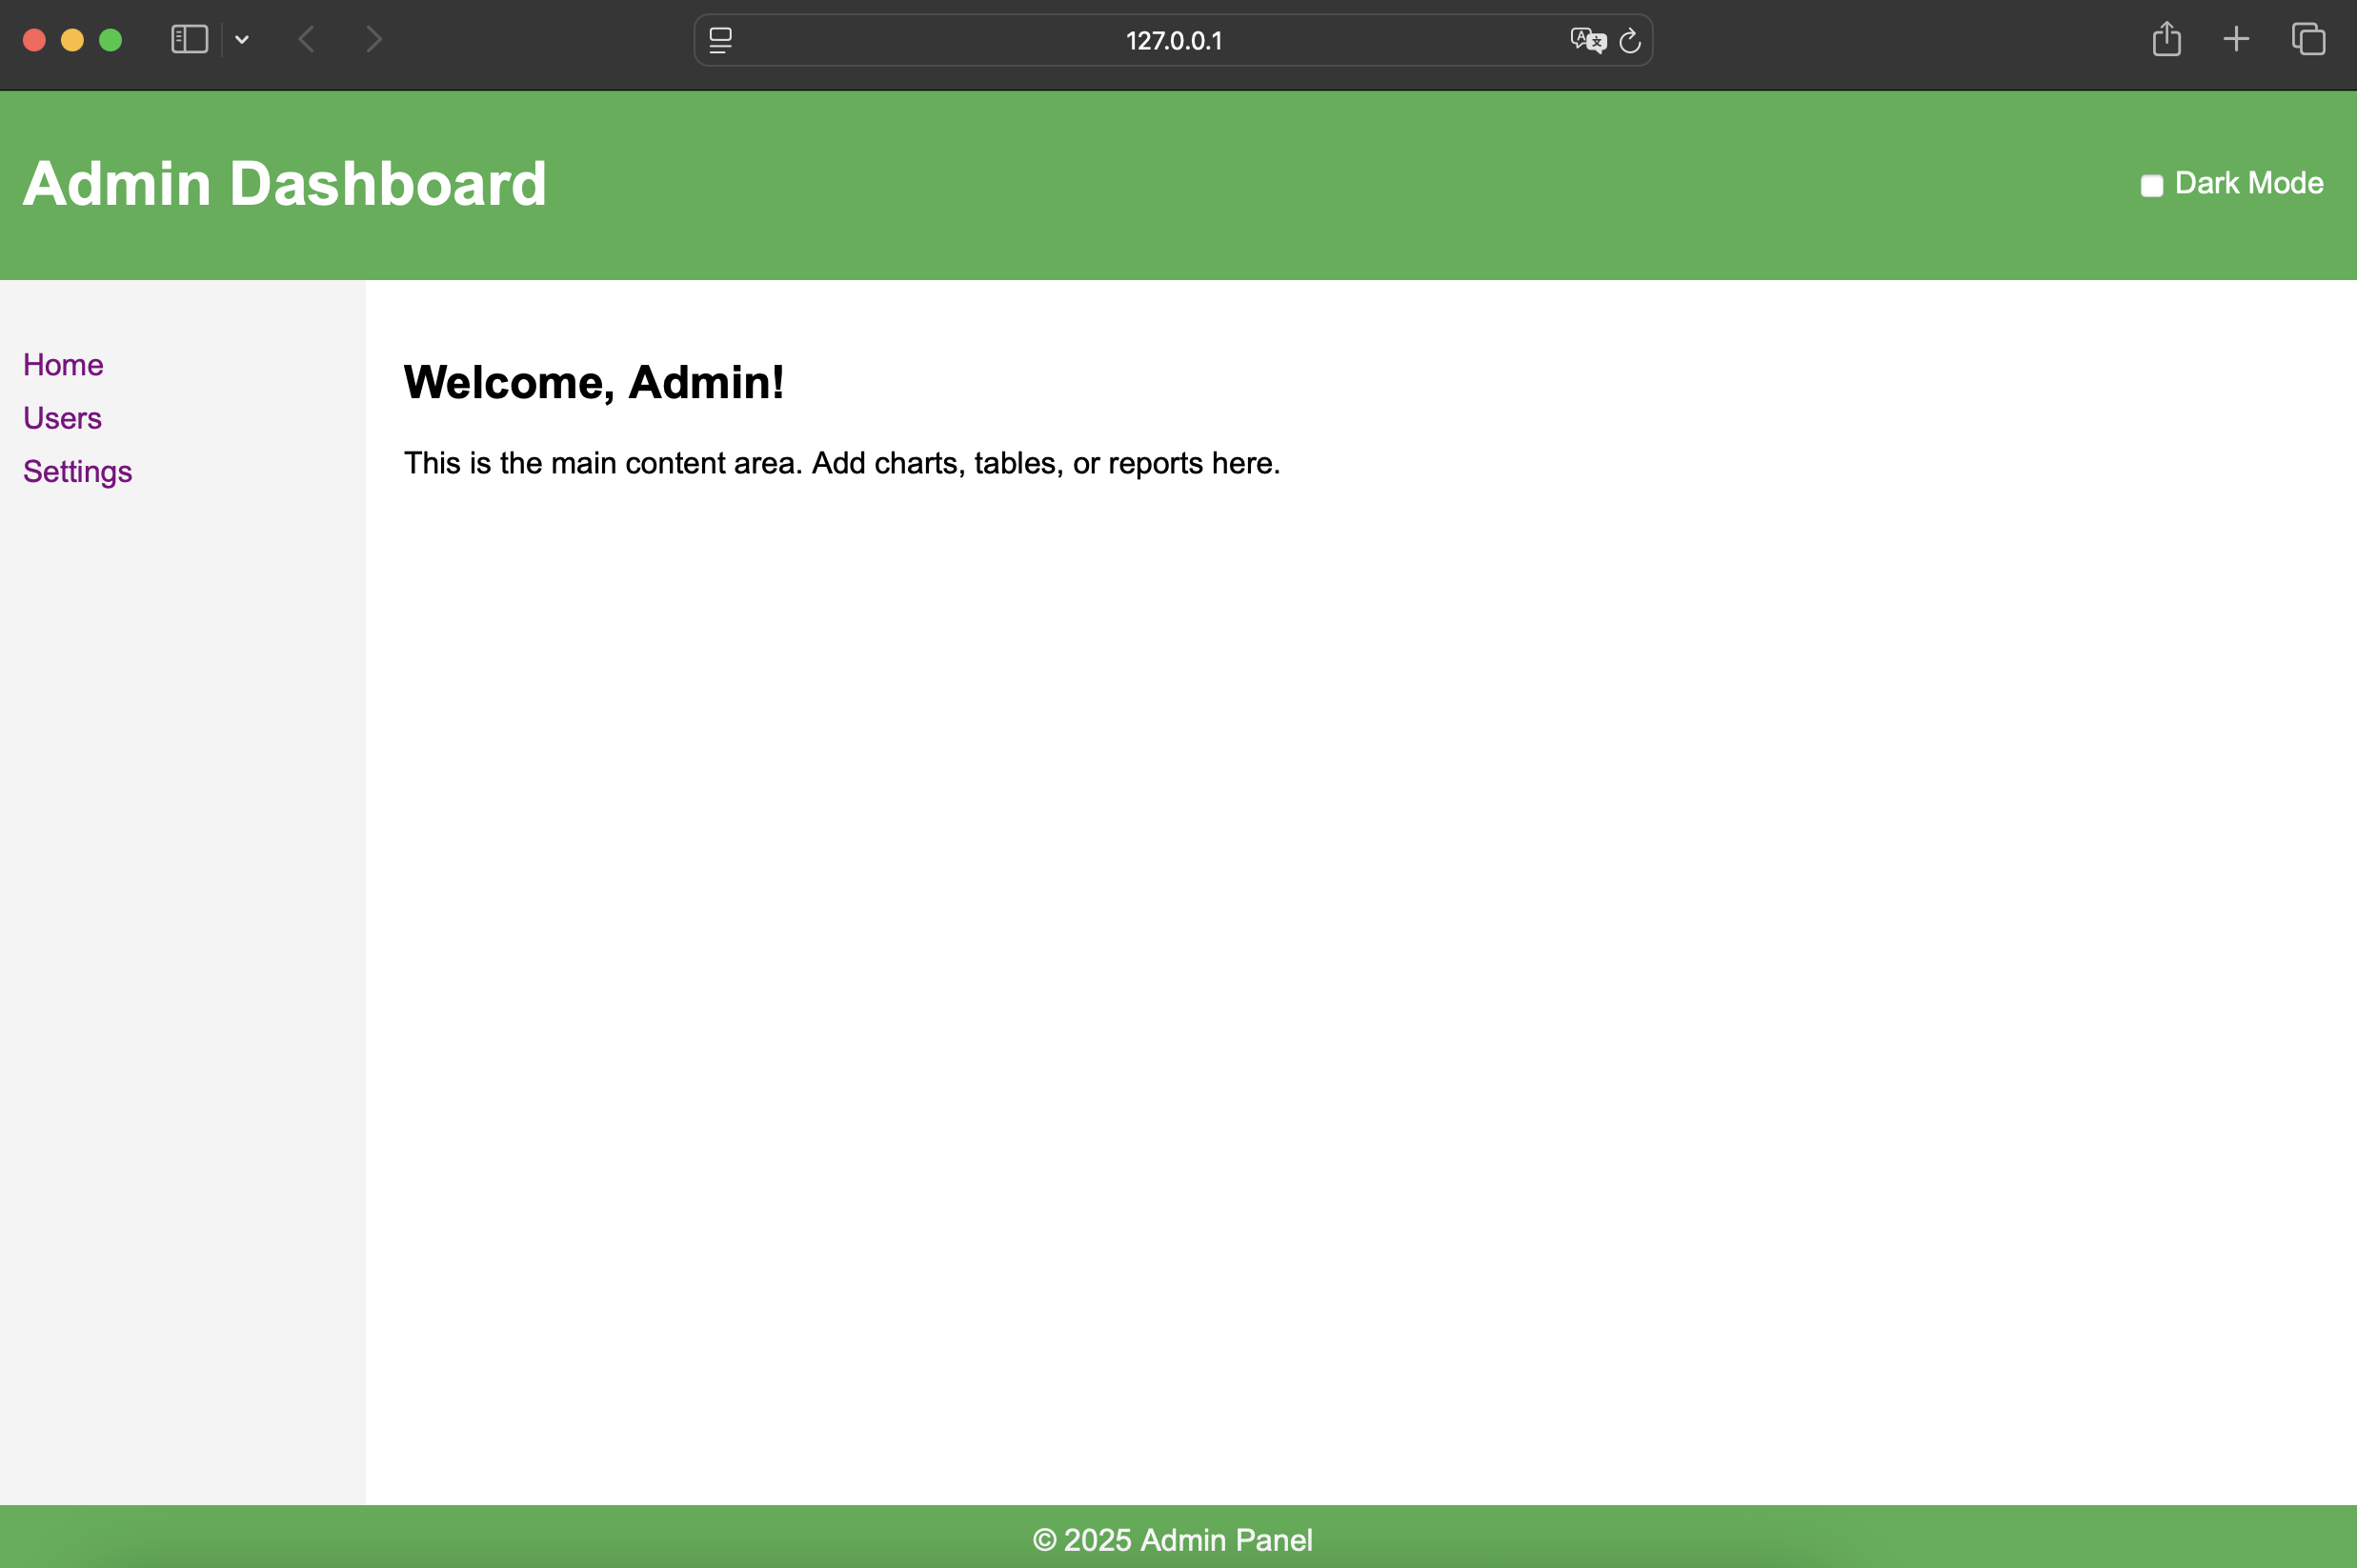 127.0.0.1
Admin Dashboard
Dark Mode
Home
Users
Settings
Welcome, Admin!
This is the main content area. Add charts, tables, or reports here.
© 2025 Admin Panel